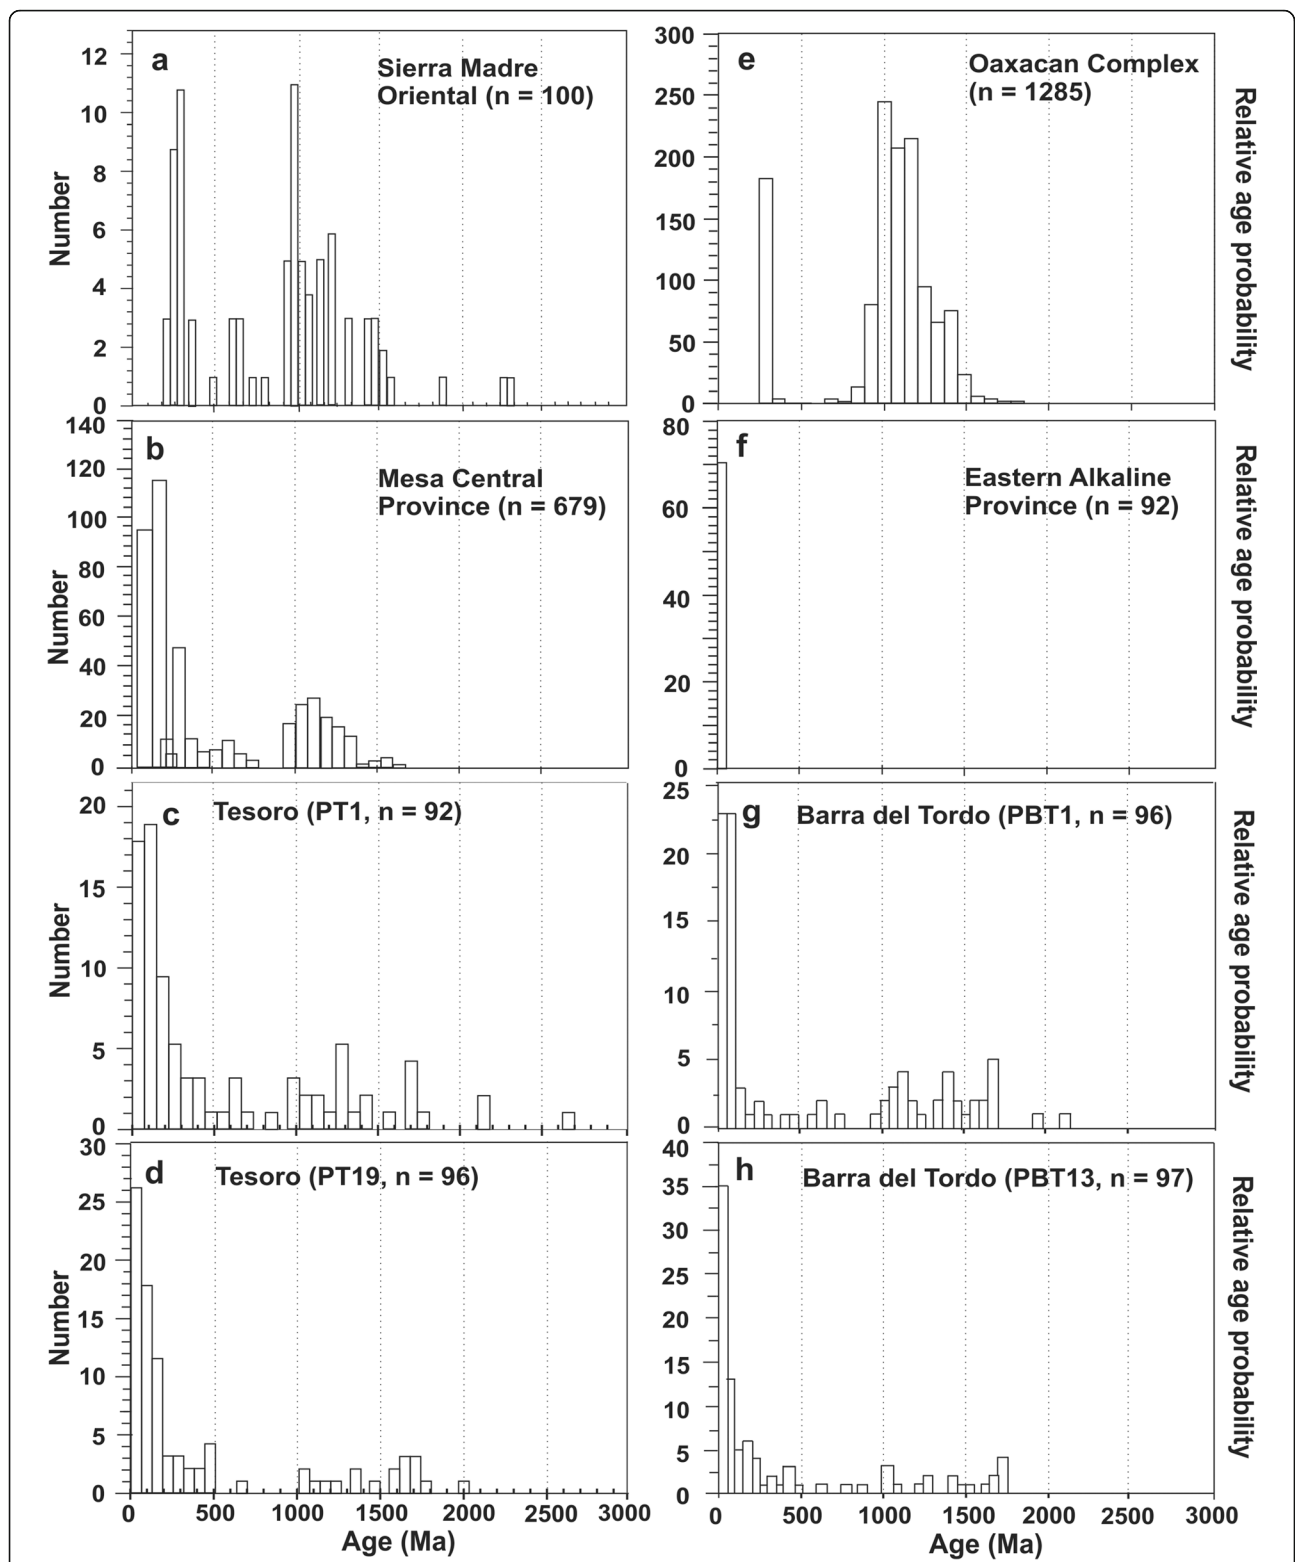 a
Sierra Madre
Oriental (n = 100)
Number
12
10
8
6
4
2
0
e
Oaxacan Complex
(n = 1285)
300
250
200
150
100
50
0
Relative age probability
b
Mesa Central
Province (n = 679)
Number
140
120
100
80
60
40
20
0
f
Eastern Alkaline
Province (n = 92)
80
60
40
20
0
Relative age probability
c
Tesoro (PT1, n = 92)
Number
20
15
10
5
0
g
Barra del Tordo (PBT1, n = 96)
25
20
15
10
5
0
Relative age probability
d
Tesoro (PT19, n = 96)
Number
30
25
20
15
10
5
0
0 500 1000 1500 2000 2500 3000
Age (Ma)
h
Barra del Tordo (PBT13, n = 97)
40
35
30
25
20
15
10
5
0
Relative age probability
0 500 1000 1500 2000 2500 3000
Age (Ma)